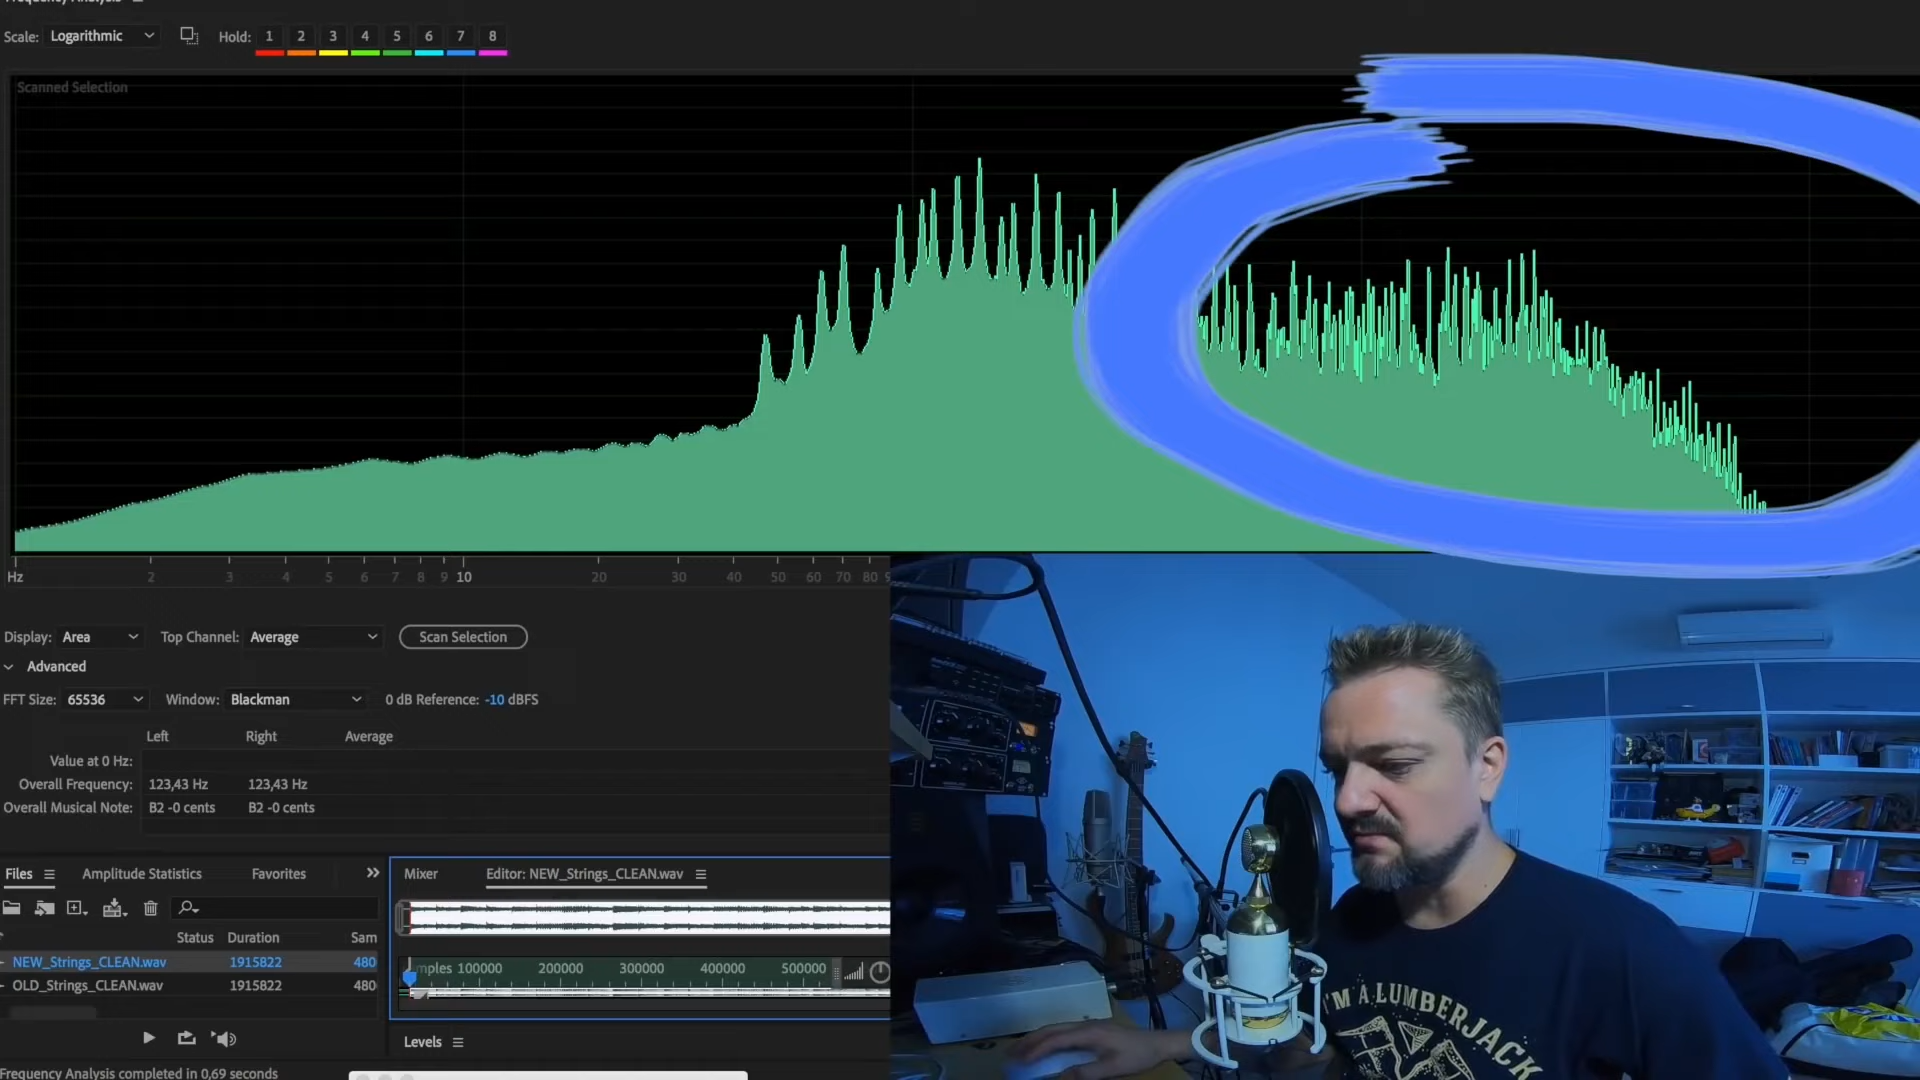 Frequency Analysis
Scale: Logarithmic Hold: 1 2 3 4 5 6 7 8
Scanned Selection
Hz 2 3 4 5 6 7 8 9 10 20 30 40 50 60 70 80 9
Display: Area Top Channel: Average Scan Selection
Advanced
FFT Size: 65536 Window: Blackman 0 dB Reference: -10 dBFS
Left Right Average
Value at 0 Hz:
Overall Frequency: 123,43 Hz 123,43 Hz
Overall Musical Note: B2 -0 cents B2 -0 cents
Files Amplitude Statistics Favorites
Mixer Editor: NEW_Strings_CLEAN.wav
Status Duration Sam
NEW_Strings_CLEAN.wav 1915822 480
OLD_Strings_CLEAN.wav 1915822 480
mples 100000 200000 300000 400000 500000
Levels
Frequency Analysis completed in 0,69 seconds
I'M A LUMBERJACK